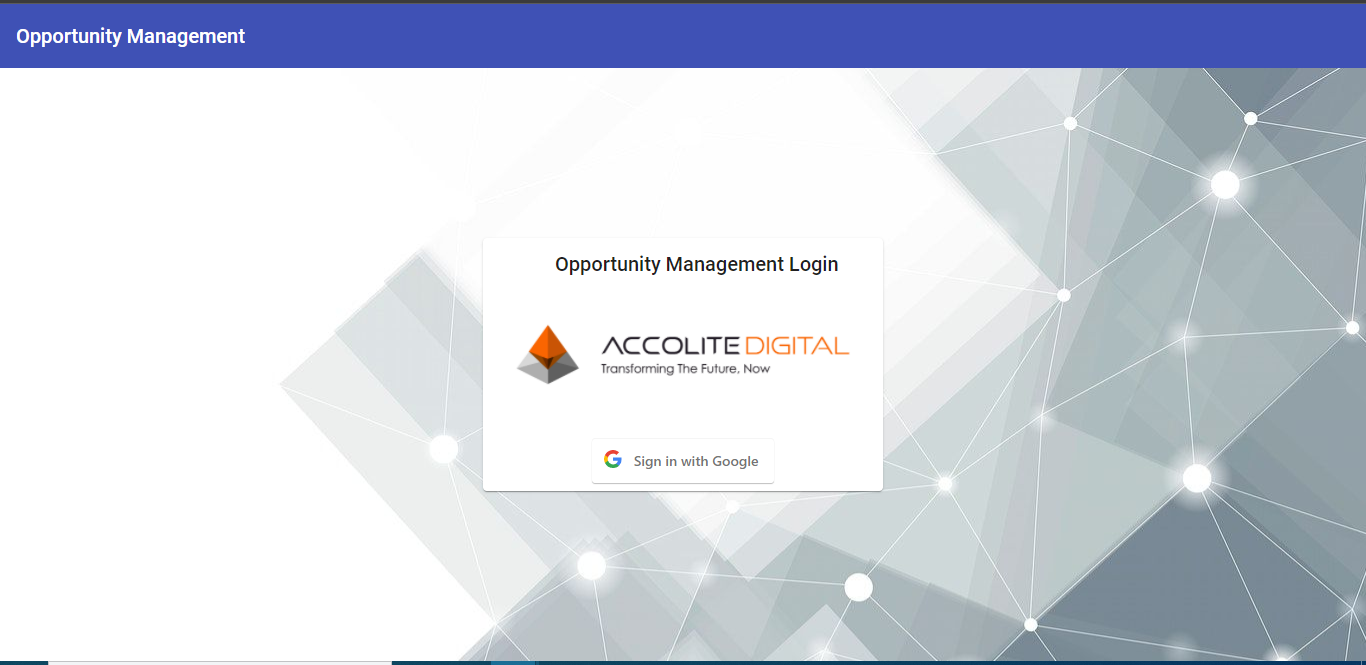 Opportunity Management
Opportunity Management Login
ACCOLITE DIGITAL
Transforming The Future, Now
Sign in with Google